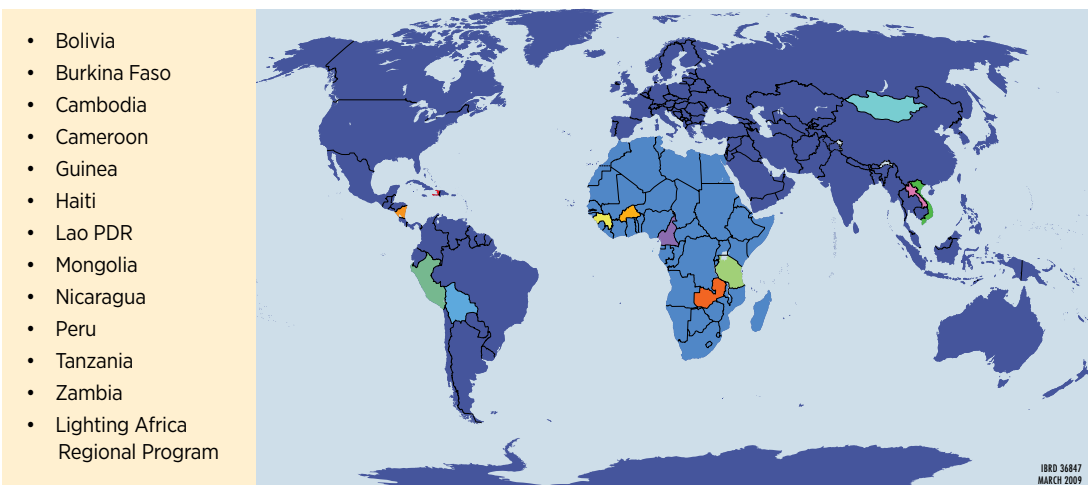 • Bolivia
• Burkina Faso
• Cambodia
• Cameroon
• Guinea
• Haiti
• Lao PDR
• Mongolia
• Nicaragua
• Peru
• Tanzania
• Zambia
• Lighting Africa
Regional Program
IBRD 36847
MARCH 2009